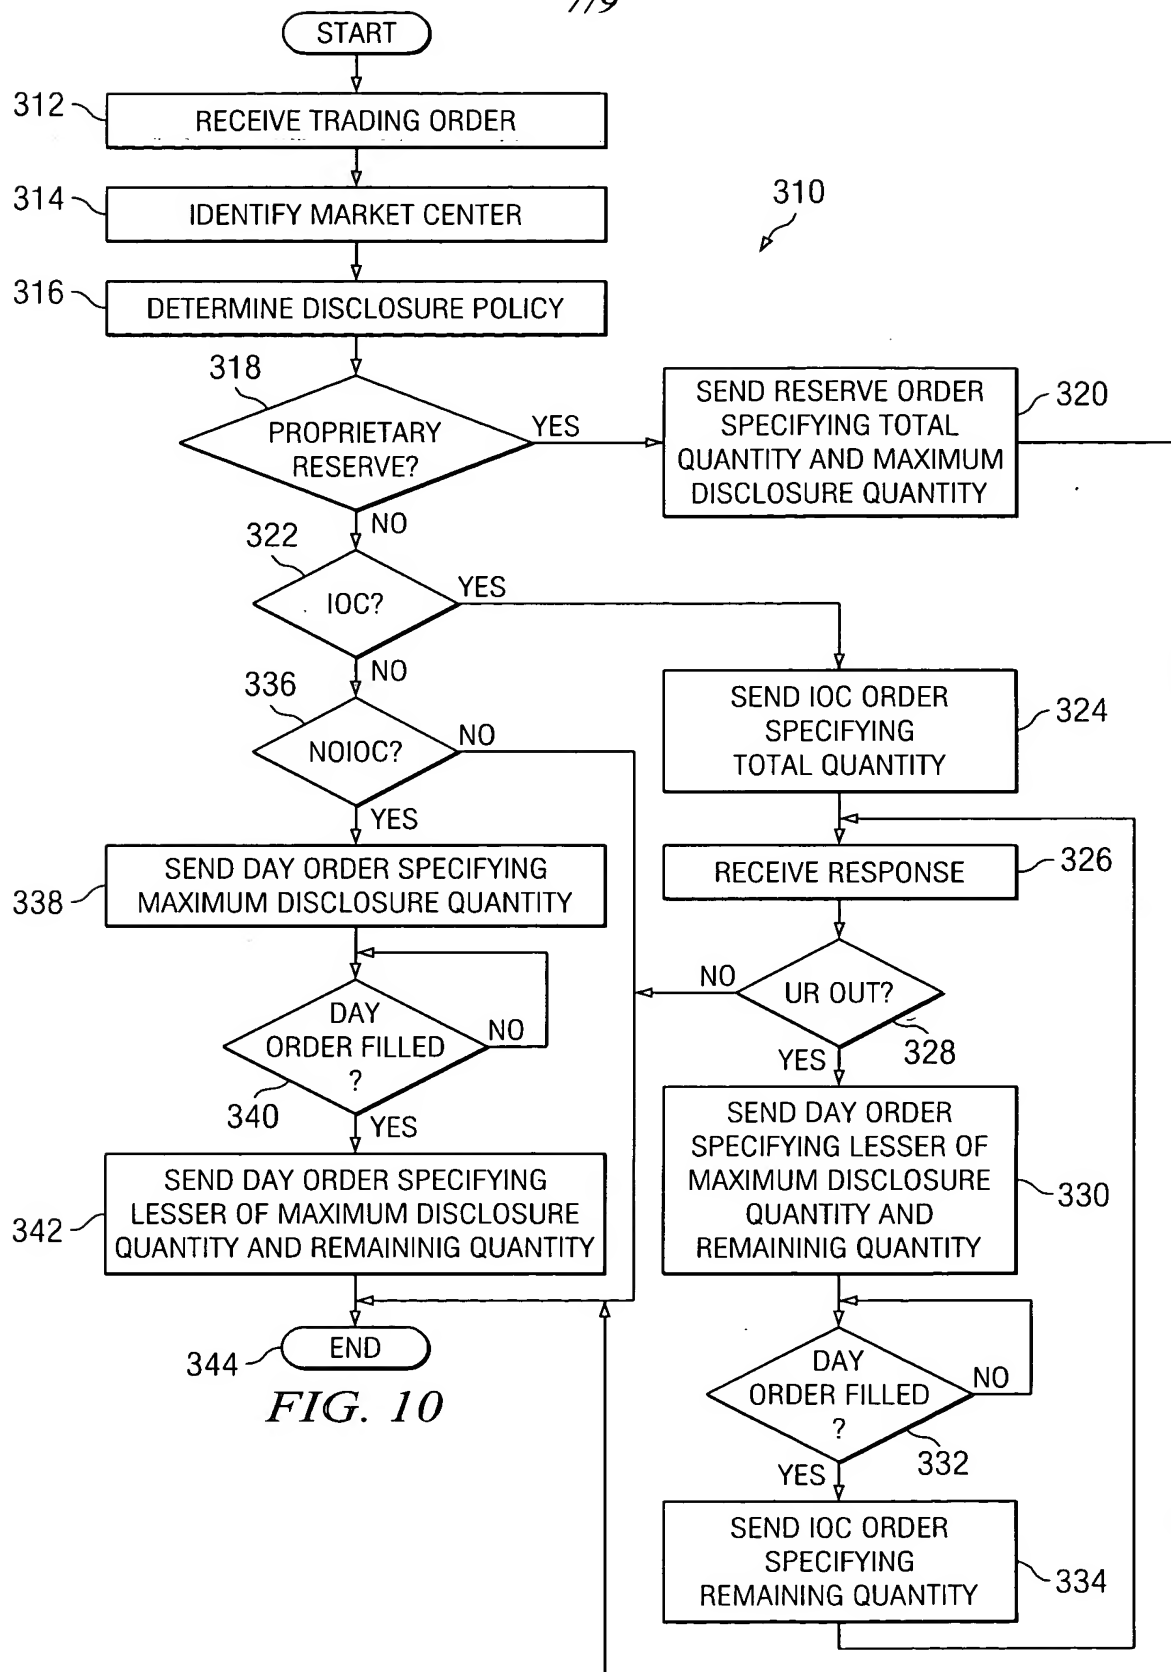 7/9
START
312
RECEIVE TRADING ORDER
314
IDENTIFY MARKET CENTER
310
316
DETERMINE DISCLOSURE POLICY
318
PROPRIETARY
RESERVE?
YES
NO
SEND RESERVE ORDER
SPECIFYING TOTAL
QUANTITY AND MAXIMUM
DISCLOSURE QUANTITY
320
322
IOC?
YES
NO
SEND IOC ORDER
SPECIFYING
TOTAL QUANTITY
324
336
NOIOC?
NO
YES
RECEIVE RESPONSE
326
338
SEND DAY ORDER SPECIFYING
MAXIMUM DISCLOSURE QUANTITY
UR OUT?
NO
328
YES
DAY
ORDER FILLED
?
NO
340
YES
SEND DAY ORDER
SPECIFYING LESSER OF
MAXIMUM DISCLOSURE
QUANTITY AND
REMAINIG QUANTITY
330
342
SEND DAY ORDER SPECIFYING
LESSER OF MAXIMUM DISCLOSURE
QUANTITY AND REMAINIG QUANTITY
344
END
DAY
ORDER FILLED
?
NO
332
YES
SEND IOC ORDER
SPECIFYING
REMAINING QUANTITY
334
FIG. 10